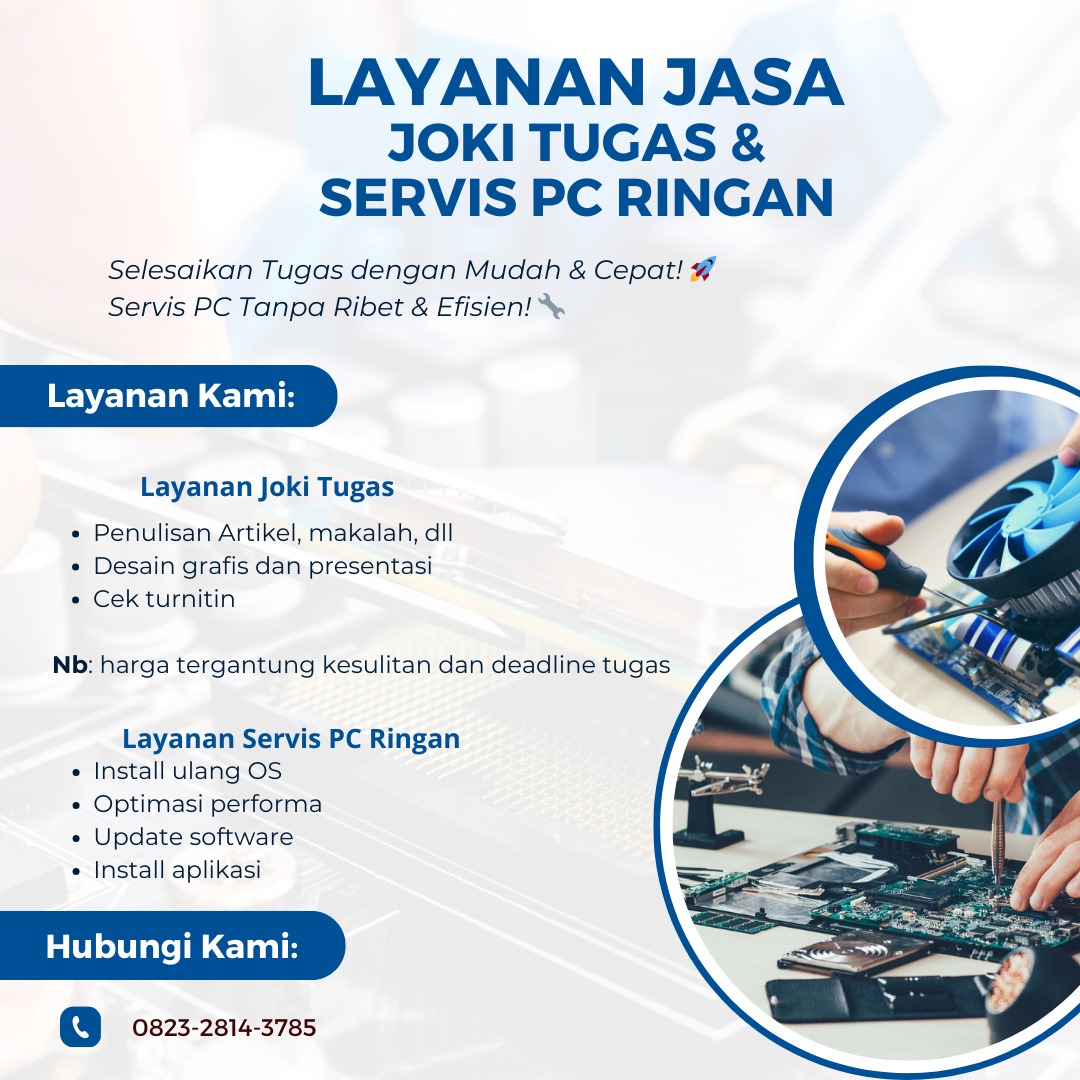 LAYANAN JASA
JOKI TUGAS &
SERVIS PC RINGAN
Selesaikan Tugas dengan Mudah & Cepat! 🚀
Servis PC Tanpa Ribet & Efisien! 🔧
Layanan Kami:
Layanan Joki Tugas
• Penulisan Artikel, makalah, dll
• Desain grafis dan presentasi
• Cek turnitin
Nb: harga tergantung kesulitan dan deadline tugas
Layanan Servis PC Ringan
• Install ulang OS
• Optimasi performa
• Update software
• Install aplikasi
Hubungi Kami:
0823-2814-3785